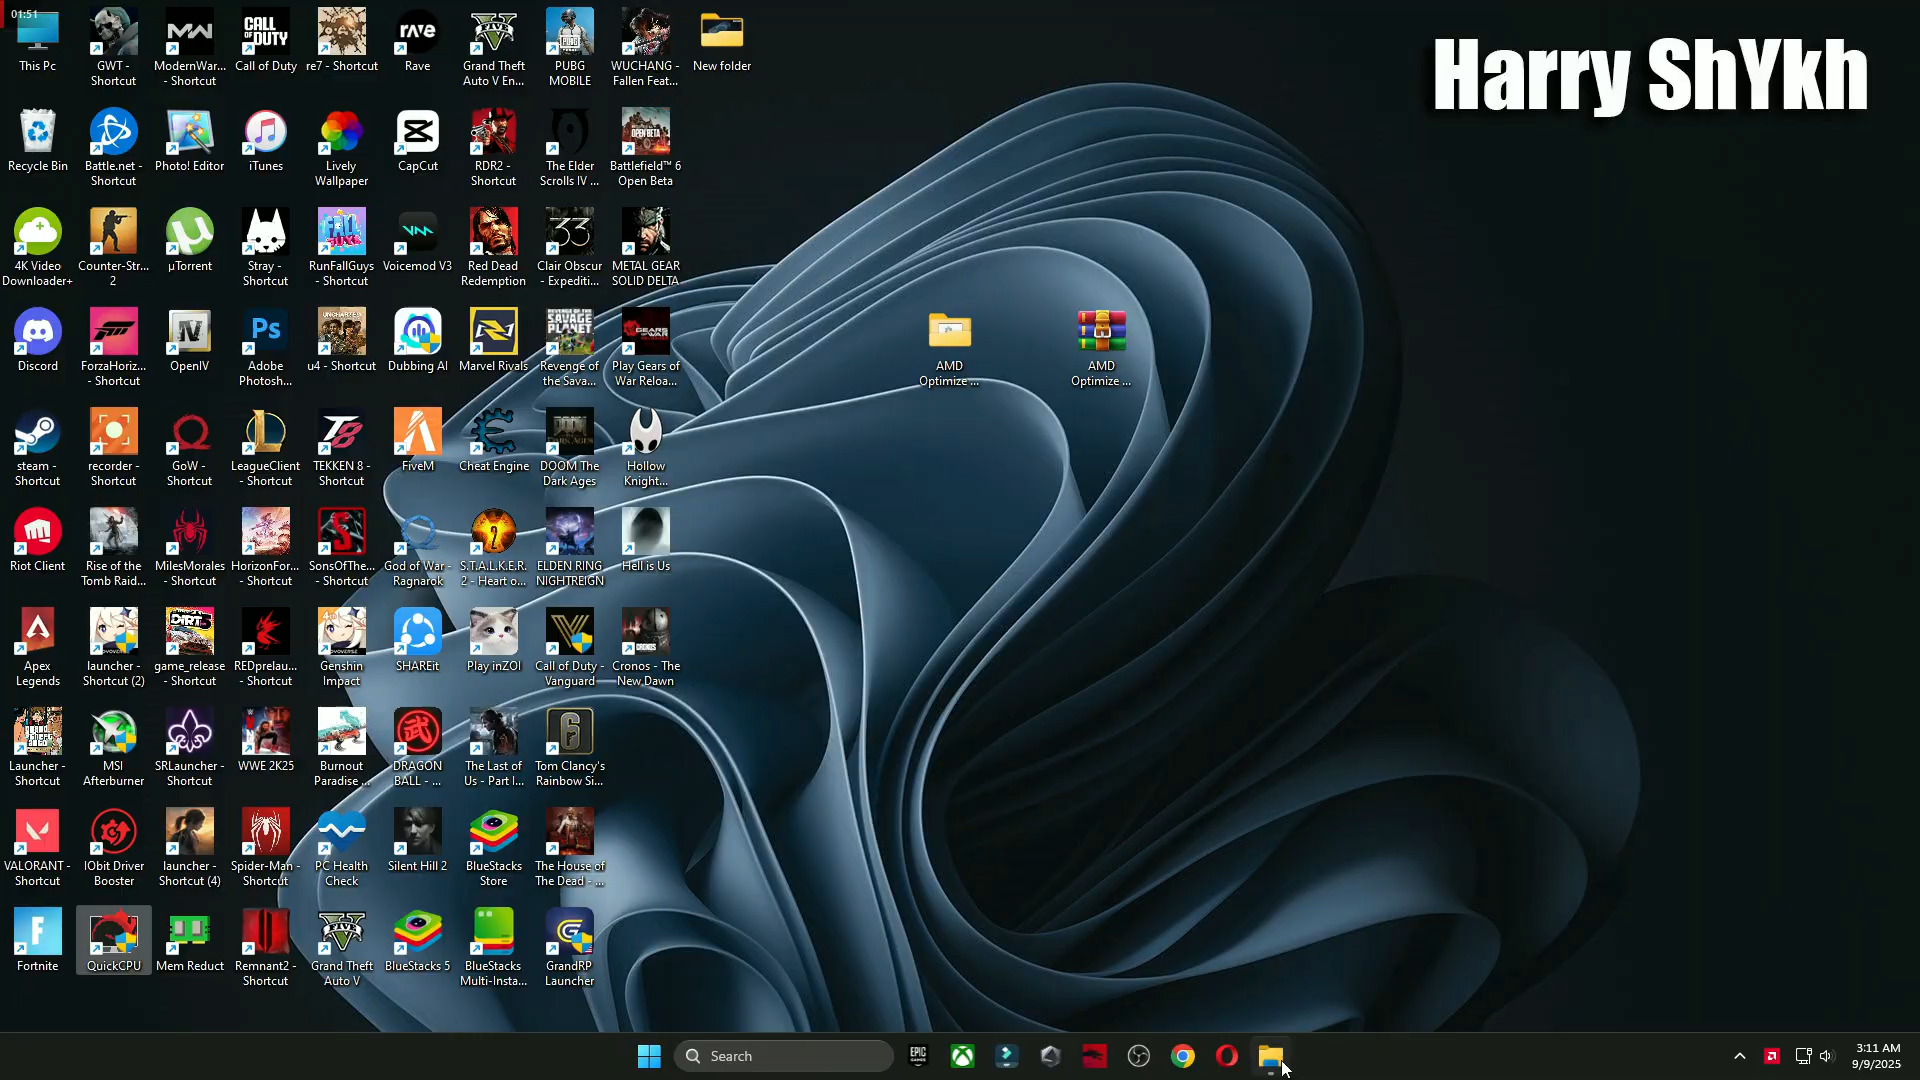 01:51
Harry ShYkh
This Pc
GWT - Shortcut
ModernWar... - Shortcut
Call of Duty
re7 - Shortcut
Rave
Grand Theft Auto V En...
PUBG MOBILE
WUCHANG - Fallen Feat...
New folder
Recycle Bin
Battle.net - Shortcut
Photo! Editor
iTunes
Lively Wallpaper
CapCut
RDR2 - Shortcut
The Elder Scrolls IV ...
Battlefield™ 6 Open Beta
4K Video Downloader+
Counter-Str... 2
µTorrent
Stray - Shortcut
RunFallGuys - Shortcut
Voicemod V3
Red Dead Redemption
Clair Obscur - Expediti...
METAL GEAR SOLID DELTA
Discord
ForzaHoriz... - Shortcut
OpenIV
Adobe Photosh...
u4 - Shortcut
Dubbing AI
Marvel Rivals
Revenge of the Sava...
Play Gears of War Reloa...
AMD Optimize ...
AMD Optimize ...
steam - Shortcut
recorder - Shortcut
GoW - Shortcut
LeagueClient - Shortcut
TEKKEN 8 - Shortcut
FiveM
Cheat Engine
DOOM The Dark Ages
Hollow Knight...
Riot Client
Rise of the Tomb Raid...
MilesMorales - Shortcut
HorizonFor... - Shortcut
SonsOfThe... - Shortcut
God of War - Ragnarok
S.T.A.L.K.E.R. 2 - Heart o...
ELDEN RING NIGHTREIGN
Hell is Us
Apex Legends
launcher - Shortcut (2)
game_release - Shortcut
REDprelau... - Shortcut
Genshin Impact
SHAREit
Play inZOI
Call of Duty - Vanguard
Cronos - The New Dawn
Launcher - Shortcut
MSI Afterburner
SRLauncher - Shortcut
WWE 2K25
Burnout Paradise ...
DRAGON BALL - ...
The Last of Us - Part I...
Tom Clancy's Rainbow Si...
VALORANT - Shortcut
IObit Driver Booster
launcher - Shortcut (4)
Spider-Man - Shortcut
PC Health Check
Silent Hill 2
BlueStacks Store
The House of The Dead - ...
Fortnite
QuickCPU
Mem Reduct
Remnant2 - Shortcut
Grand Theft Auto V
BlueStacks 5
BlueStacks Multi-Insta...
GrandRP Launcher
Search
3:11 AM
9/9/2025